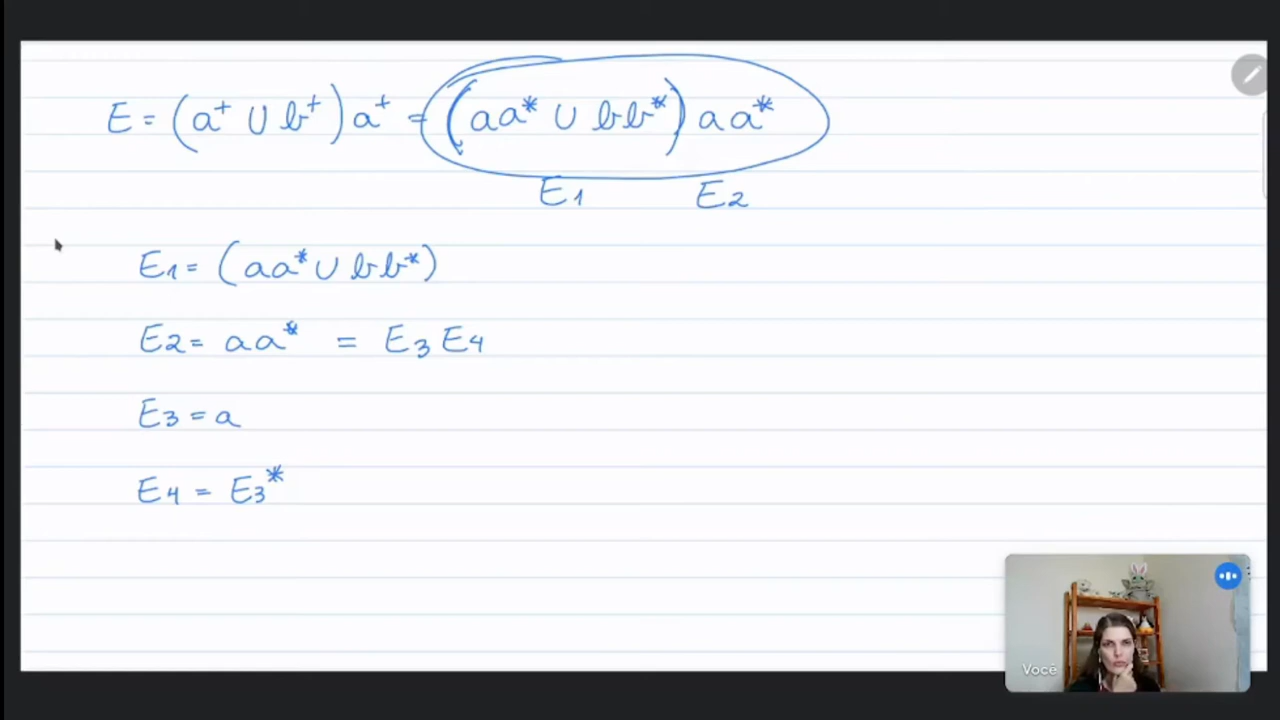 E = (a⁺ ∪ b⁺) a⁺ = (aa* ∪ bb*) aa*
E1 E2
E1 = (aa* ∪ bb*)
E2 = aa* = E3 E4
E3 = a
E4 = E3*
Você